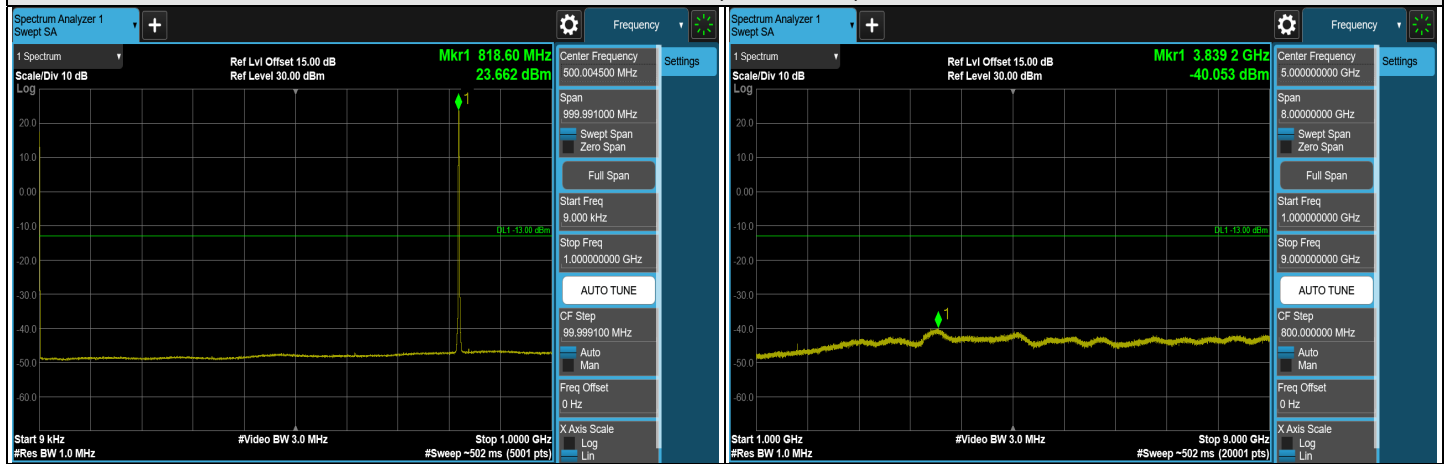 Spectrum Analyzer 1
Swept SA
+
Frequency
1 Spectrum
Scale/Div 10 dB
Log
Ref Lvl Offset 15.00 dB
Ref Level 30.00 dBm
Mkr1 818.60 MHz
23.662 dBm
1
20.0
10.0
0.00
-10.0
-20.0
-30.0
-40.0
-50.0
-60.0
DL1 -13.00 dBm
Start 9 kHz
#Res BW 1.0 MHz
#Video BW 3.0 MHz
Stop 1.0000 GHz
#Sweep ~502 ms (5001 pts)
Center Frequency
500.004500 MHz
Settings
Span
999.991000 MHz
Swept Span
Zero Span
Full Span
Start Freq
9.000 kHz
Stop Freq
1.000000000 GHz
AUTO TUNE
CF Step
99.999100 MHz
Auto
Man
Freq Offset
0 Hz
X Axis Scale
Log
Lin
Spectrum Analyzer 1
Swept SA
+
Frequency
1 Spectrum
Scale/Div 10 dB
Log
Ref Lvl Offset 15.00 dB
Ref Level 30.00 dBm
Mkr1 3.839 2 GHz
-40.053 dBm
1
20.0
10.0
0.00
-10.0
-20.0
-30.0
-40.0
-50.0
-60.0
DL1 -13.00 dBm
Start 1.000 GHz
#Res BW 1.0 MHz
#Video BW 3.0 MHz
Stop 9.000 GHz
#Sweep ~502 ms (20001 pts)
Center Frequency
5.000000000 GHz
Settings
Span
8.00000000 GHz
Swept Span
Zero Span
Full Span
Start Freq
1.000000000 GHz
Stop Freq
9.000000000 GHz
AUTO TUNE
CF Step
800.000000 MHz
Auto
Man
Freq Offset
0 Hz
X Axis Scale
Log
Lin